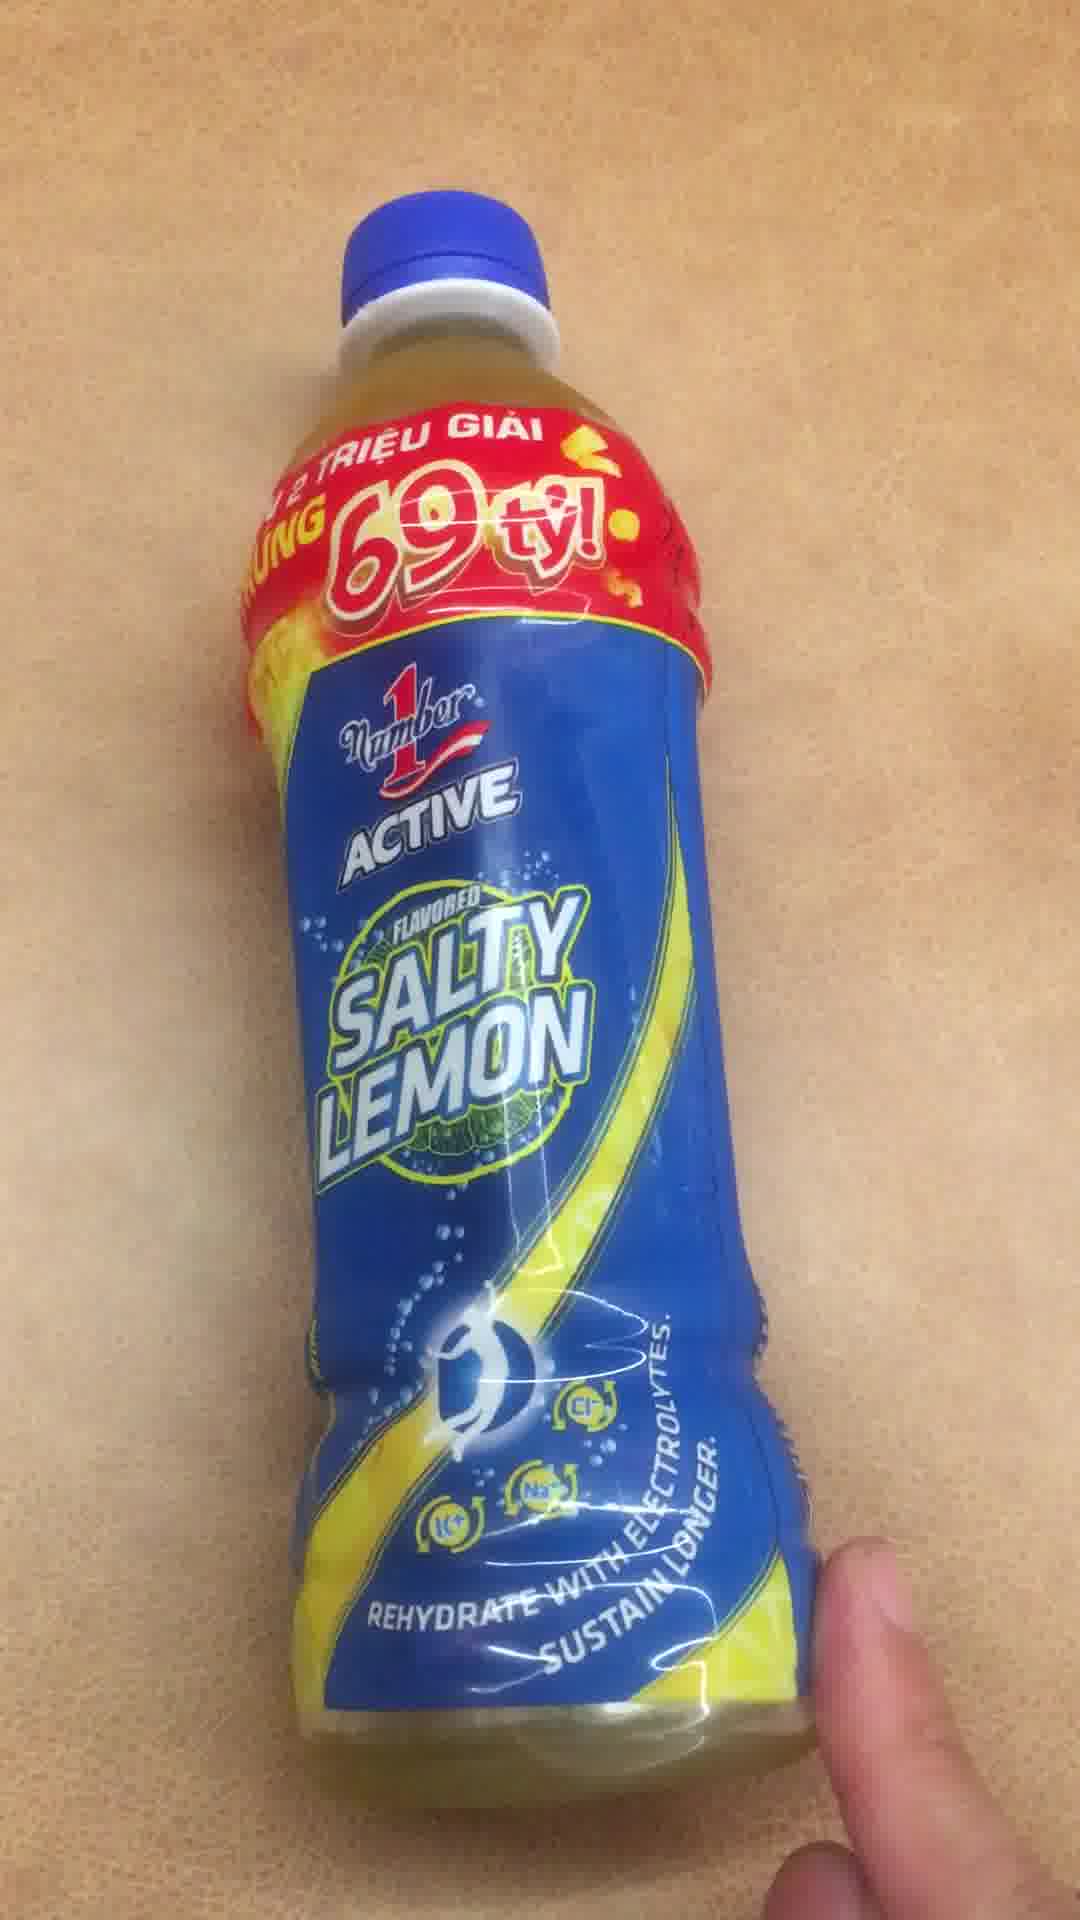 2 TRIỆU GIẢI
69 tỷ!
Number 1
ACTIVE
FLAVORED
SALTY
LEMON
Cl-
Na+
K+
REHYDRATE WITH ELECTROLYTES.
SUSTAIN LONGER.